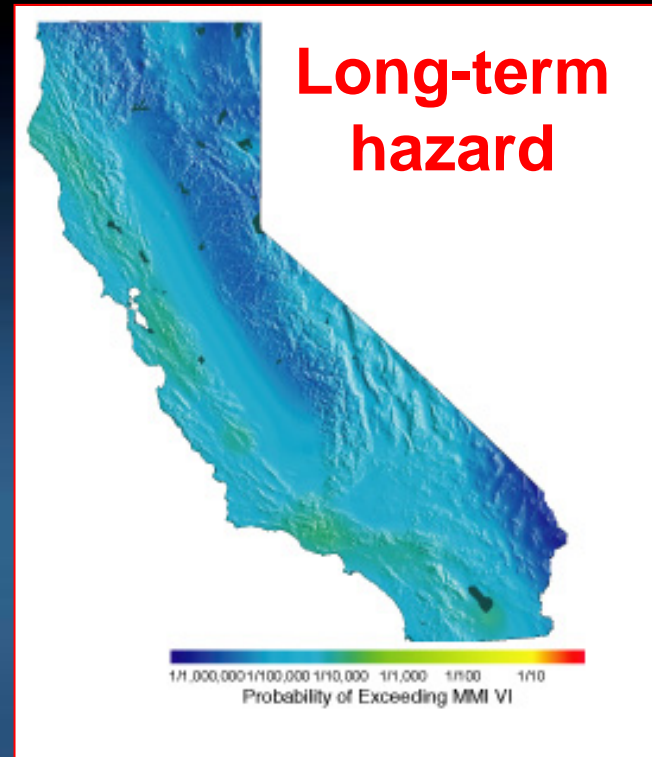 Long-term
hazard
1/1,000,000 1/100,000 1/10,000 1/1,000 1/100 1/10
Probability of Exceeding MMI VI